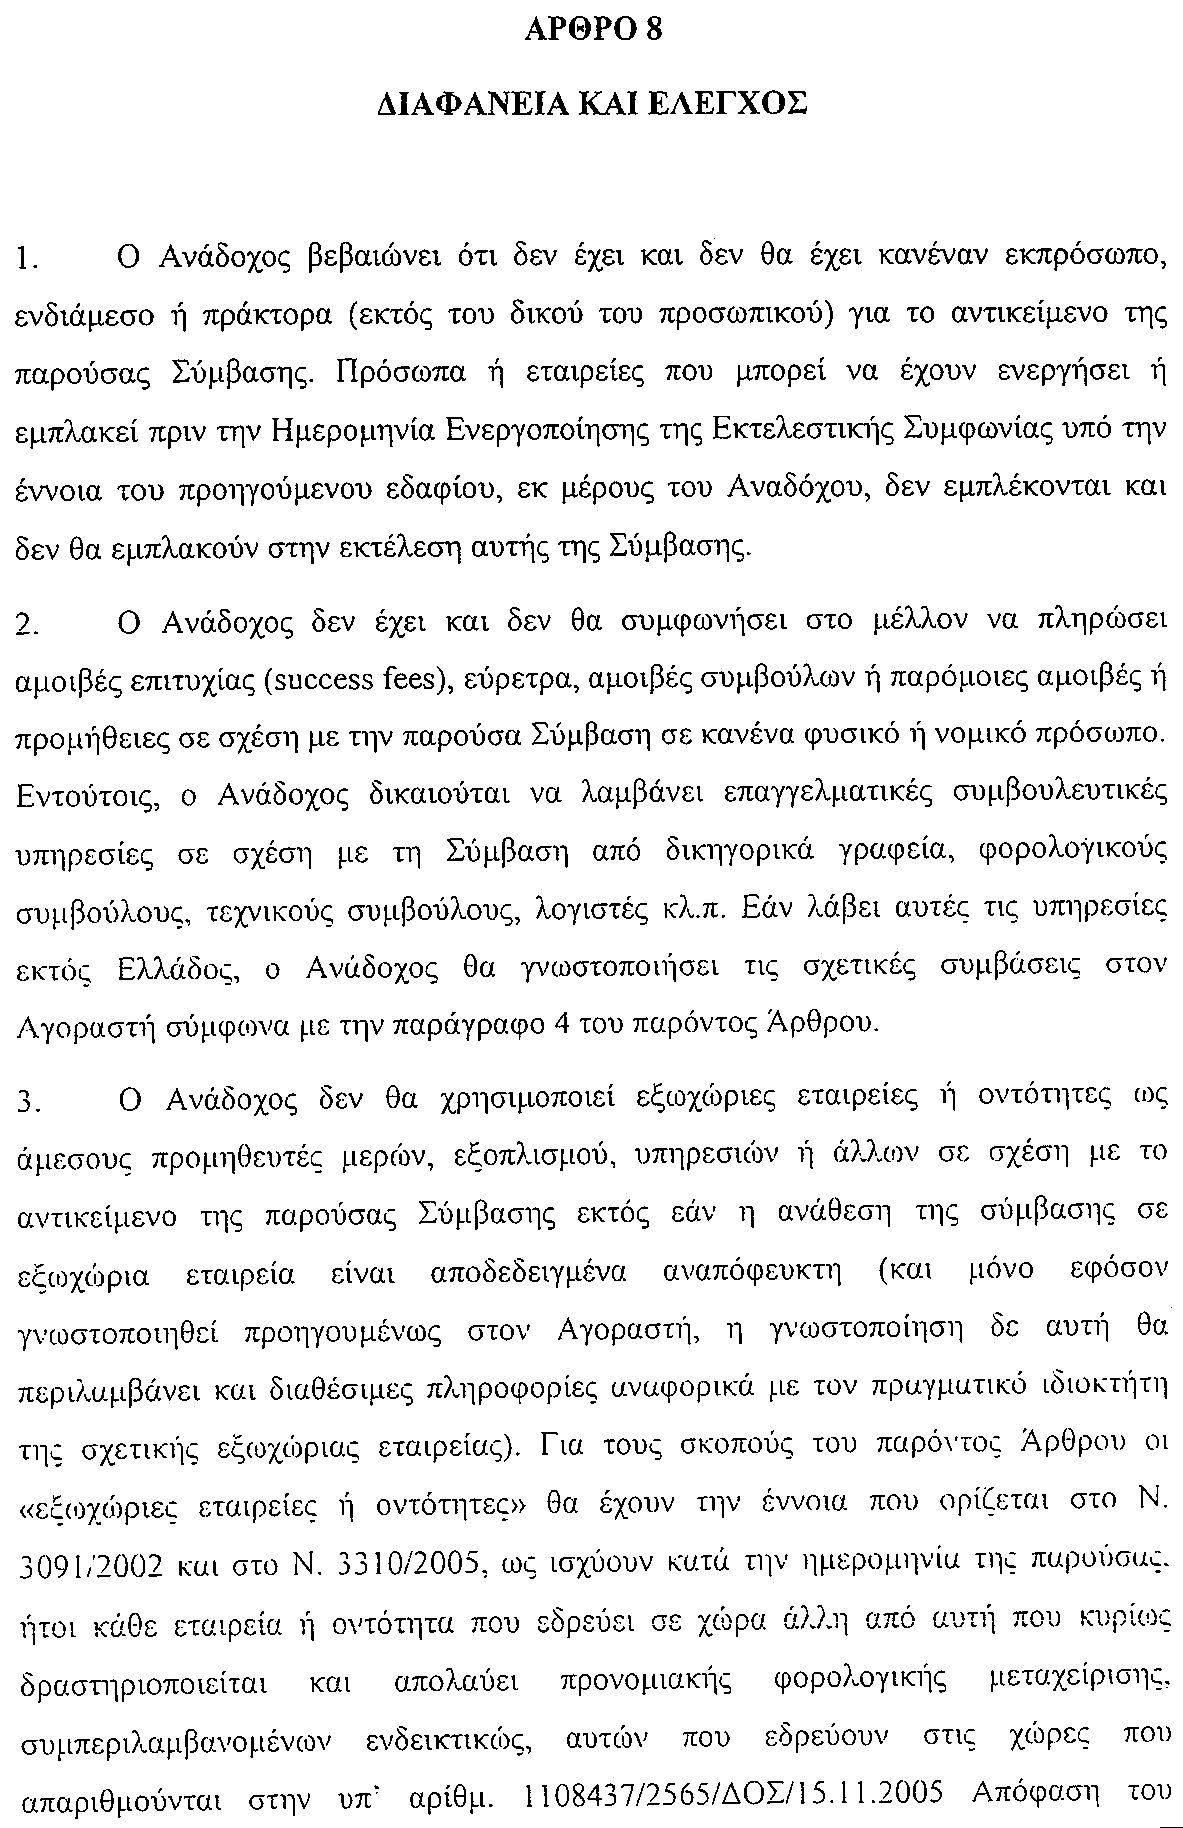 ΑΡΘΡΟ 8
ΔΙΑΦΑΝΕΙΑ ΚΑΙ ΕΛΕΓΧΟΣ
1. Ο Ανάδοχος βεβαιώνει ότι δεν έχει και δεν θα έχει κανέναν εκπρόσωπο,
ενδιάμεσο ή πράκτορα (εκτός του δικού του προσωπικού) για το αντικείμενο της
παρούσας Σύμβασης. Πρόσωπα ή εταιρείες που μπορεί να έχουν ενεργήσει ή
εμπλακεί πριν την Ημερομηνία Ενεργοποίησης της Εκτελεστικής Συμφωνίας υπό την
έννοια του προηγούμενου εδαφίου, εκ μέρους του Αναδόχου, δεν εμπλέκονται και
δεν θα εμπλακούν στην εκτέλεση αυτής της Σύμβασης.
2. Ο Ανάδοχος δεν έχει και δεν θα συμφωνήσει στο μέλλον να πληρώσει
αμοιβές επιτυχίας (success fees), εύρετρα, αμοιβές συμβούλων ή παρόμοιες αμοιβές ή
προμήθειες σε σχέση με την παρούσα Σύμβαση σε κανένα φυσικό ή νομικό πρόσωπο.
Εντούτοις, ο Ανάδοχος δικαιούται να λαμβάνει επαγγελματικές συμβουλευτικές
υπηρεσίες σε σχέση με τη Σύμβαση από δικηγορικά γραφεία, φορολογικούς
συμβούλους, τεχνικούς συμβούλους, λογιστές κλ.π. Εάν λάβει αυτές τις υπηρεσίες
εκτός Ελλάδος, ο Ανάδοχος θα γνωστοποιήσει τις σχετικές συμβάσεις στον
Αγοραστή σύμφωνα με την παράγραφο 4 του παρόντος Άρθρου.
3. Ο Ανάδοχος δεν θα χρησιμοποιεί εξωχώριες εταιρείες ή οντότητες ως
άμεσους προμηθευτές μερών, εξοπλισμού, υπηρεσιών ή άλλων σε σχέση με το
αντικείμενο της παρούσας Σύμβασης εκτός εάν η ανάθεση της σύμβασης σε
εξωχώρια εταιρεία είναι αποδεδειγμένα αναπόφευκτη (και μόνο εφόσον
γνωστοποιηθεί προηγουμένως στον Αγοραστή, η γνωστοποίηση δε αυτή θα
περιλαμβάνει και διαθέσιμες πληροφορίες αναφορικά με τον πραγματικό ιδιοκτήτη
της σχετικής εξωχώριας εταιρείας). Για τους σκοπούς του παρόντος Άρθρου οι
«εξωχώριες εταιρείες ή οντότητες» θα έχουν την έννοια που ορίζεται στο Ν.
3091/2002 και στο Ν. 3310/2005, ως ισχύουν κατά την ημερομηνία της παρούσας,
ήτοι κάθε εταιρεία ή οντότητα που εδρεύει σε χώρα άλλη από αυτή που κυρίως
δραστηριοποιείται και απολαύει προνομιακής φορολογικής μεταχείρισης,
συμπεριλαμβανομένων ενδεικτικώς, αυτών που εδρεύουν στις χώρες που
απαριθμούνται στην υπ' αρίθμ. 1108437/2565/ΔΟΣ/15.11.2005 Απόφαση του